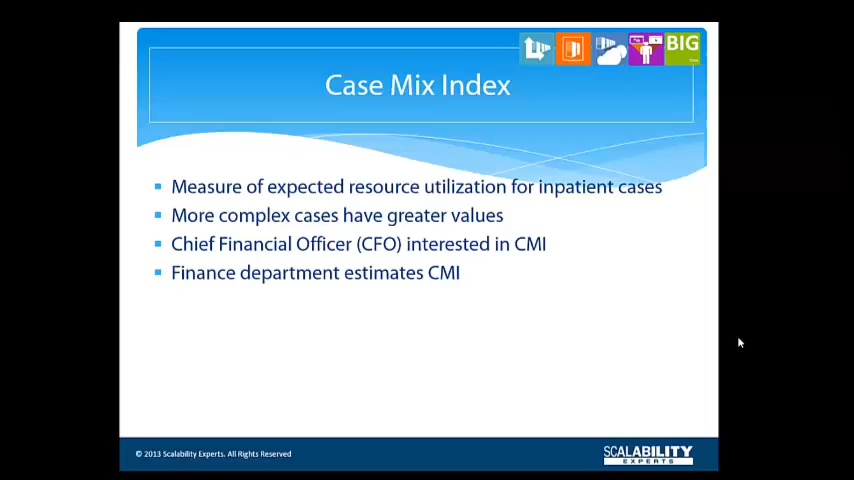 BIG
Case Mix Index
Measure of expected resource utilization for inpatient cases
More complex cases have greater values
Chief Financial Officer (CFO) interested in CMI
Finance department estimates CMI
© 2013 Scalability Experts. All Rights Reserved
SCALABILITY
EXPERTS